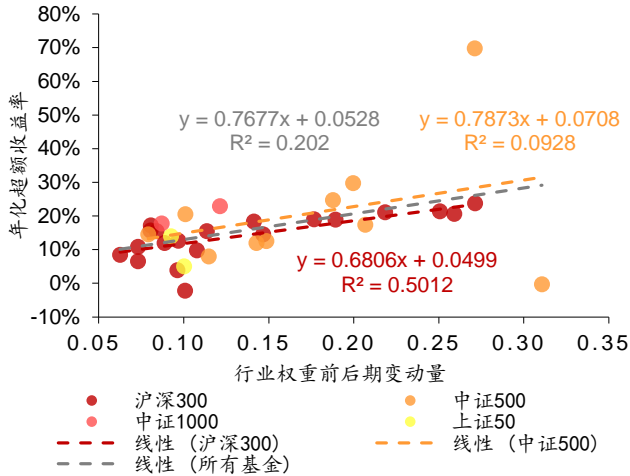 80%
70%
60%
50%
40%
30%
20%
10%
0%
-10%
年化超额收益率
y = 0.7677x + 0.0528
R² = 0.202
y = 0.7873x + 0.0708
R² = 0.0928
y = 0.6806x + 0.0499
R² = 0.5012
0.05 0.10 0.15 0.20 0.25 0.30 0.35
行业权重前后期变动量
沪深300 中证500
中证1000 上证50
线性 (沪深300) 线性 (中证500)
线性 (所有基金)